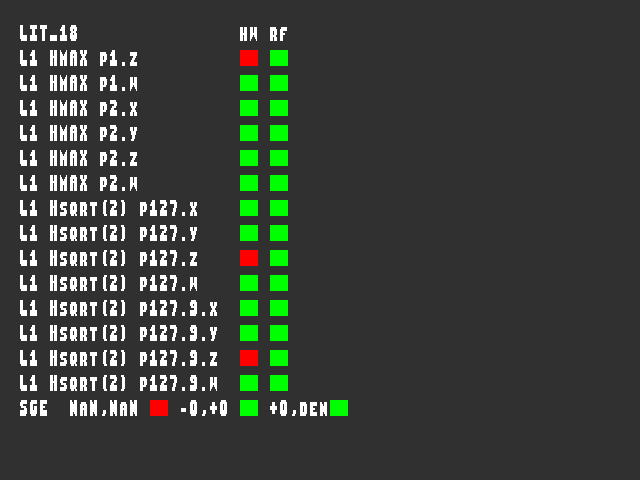 LIT_18 HW RF
L1 HMAX p1.z
L1 HMAX p1.w
L1 HMAX p2.x
L1 HMAX p2.y
L1 HMAX p2.z
L1 HMAX p2.w
L1 HSQRT(2) p127.x
L1 HSQRT(2) p127.y
L1 HSQRT(2) p127.z
L1 HSQRT(2) p127.w
L1 HSQRT(2) p127.9.x
L1 HSQRT(2) p127.9.y
L1 HSQRT(2) p127.9.z
L1 HSQRT(2) p127.9.w
SGE NaN,NaN -0,+0 +0,DEN